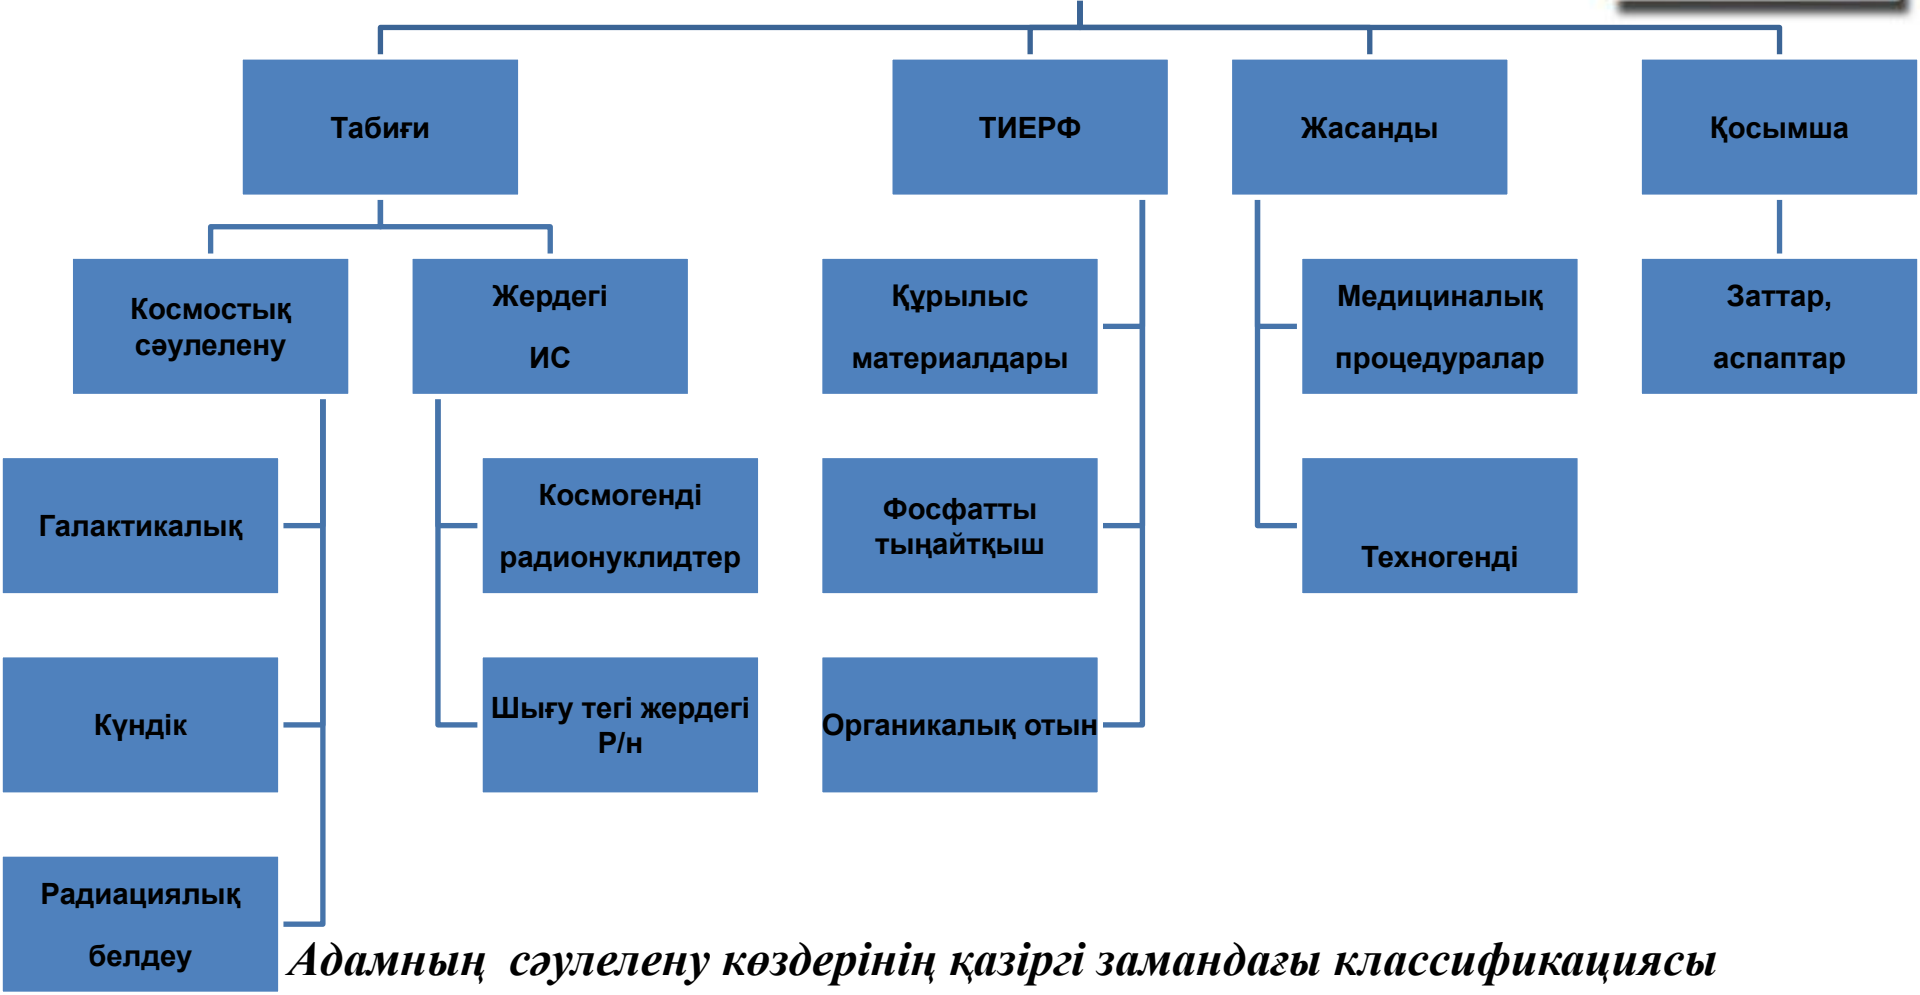 Табиғи
ТИЕРФ
Жасанды
Қосымша
Космостық
сәулелену
Жердегі
ИС
Құрылыс
материалдары
Медициналық
процедуралар
Заттар,
аспаптар
Галактикалық
Космогенді
радионуклидтер
Фосфатты
тыңайтқыш
Техногенді
Күндік
Шығу тегі жердегі
Р/н
Органикалық отын
Радиациялық
белдеу
Адамның сәулелену көздерінің қазіргі замандағы классификациясы